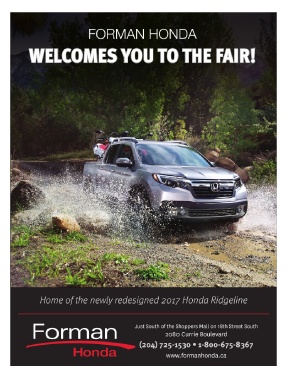 FORMAN HONDA
WELCOMES YOU TO THE FAIR!
Home of the newly redesigned 2017 Honda Ridgeline
Forman
Honda
Just South of the Shoppers Mall on 18th Street South
2080 Currie Boulevard
(204) 725-1530 • 1-800-675-8367
www.formanhonda.ca